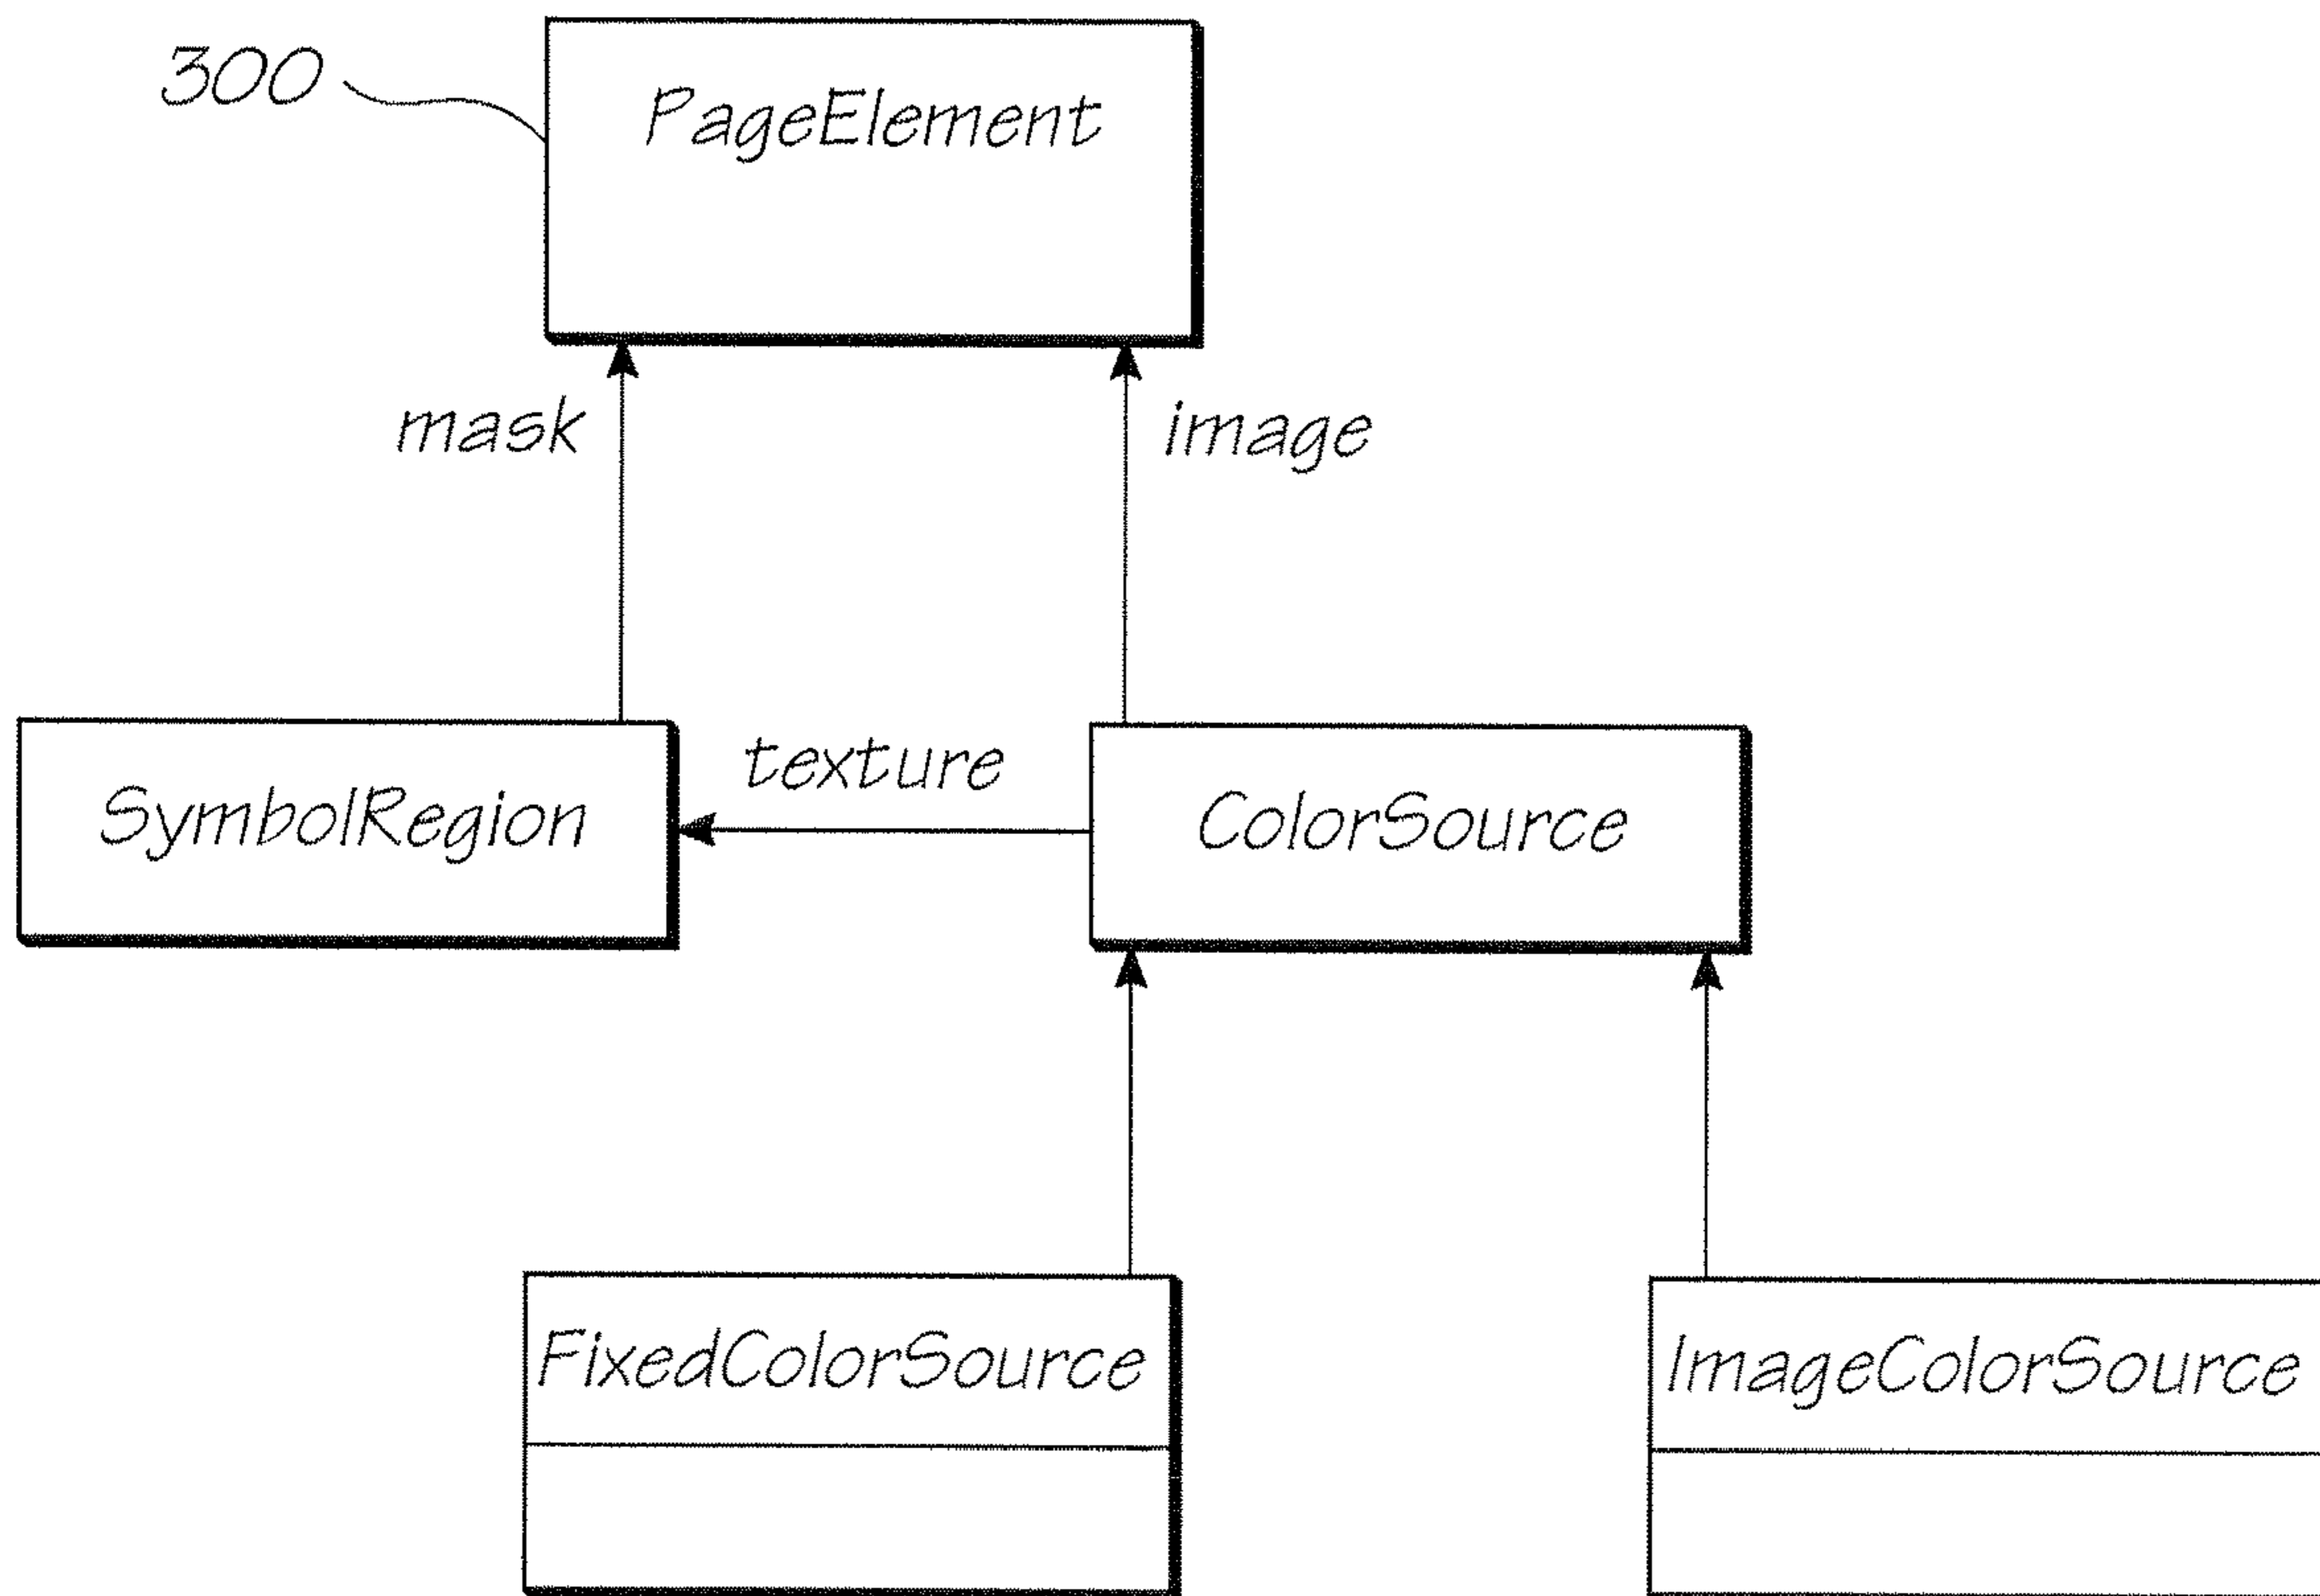 300
PageElement
mask
image
texture
SymbolRegion
ColorSource
FixedColorSource
ImageColorSource